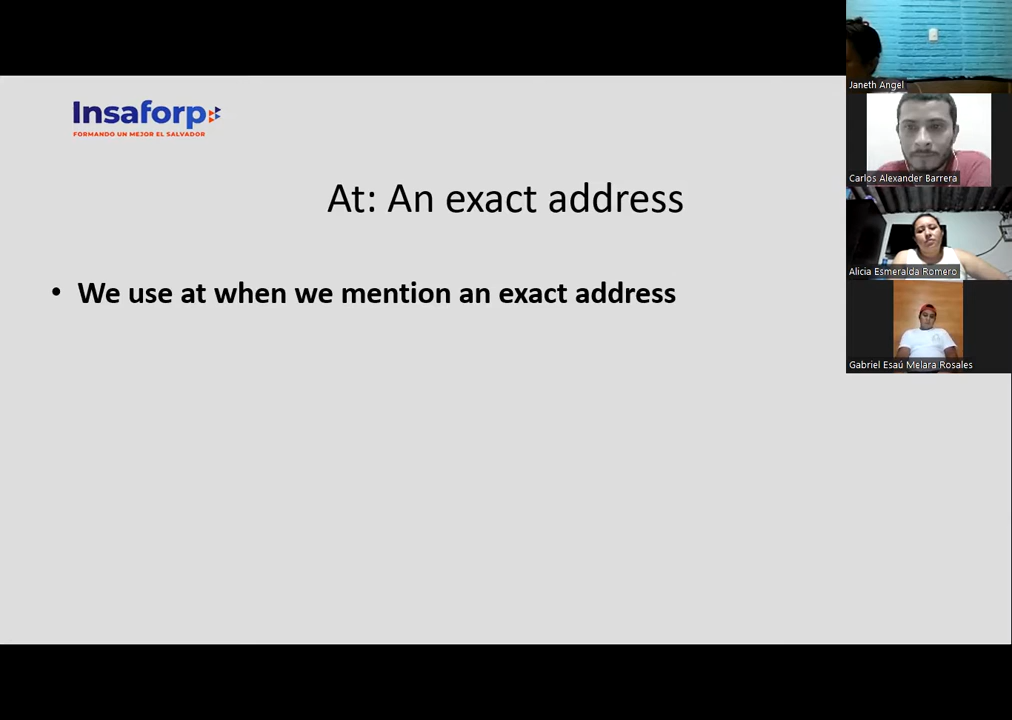 Insaforp
FORMANDO UN MEJOR EL SALVADOR
At: An exact address
• We use at when we mention an exact address
Janeth Angel
Carlos Alexander Barrera
Alicia Esmeralda Romero
Gabriel Esaú Melara Rosales